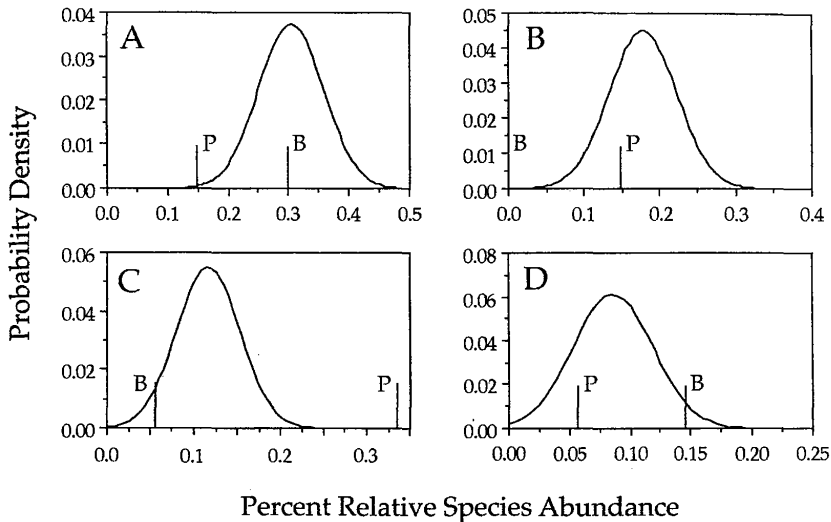 A
0.04
0.03
0.02
0.01
0.00
P
B
0.0 0.1 0.2 0.3 0.4 0.5
B
0.05
0.04
0.03
0.02
0.01
0.00
B
P
0.0 0.1 0.2 0.3 0.4
C
0.06
0.04
0.02
0.00
B
P
0.0 0.1 0.2 0.3
D
0.08
0.06
0.04
0.02
0.00
P
B
0.00 0.05 0.10 0.15 0.20 0.25
Probability Density
Percent Relative Species Abundance